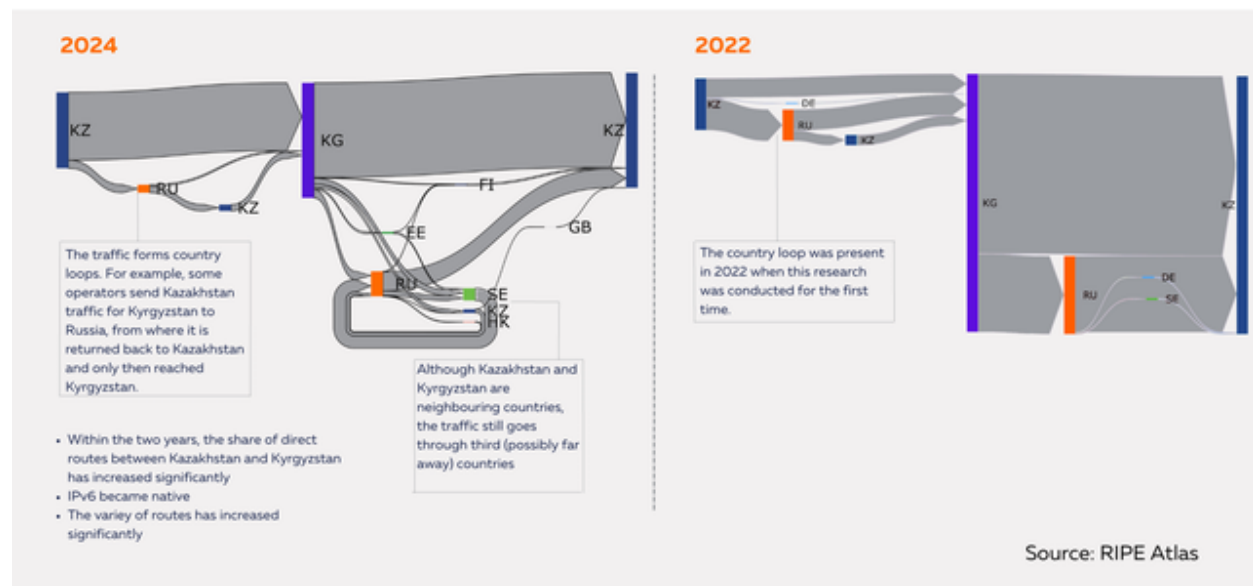 2024
KZ
KG
KZ
RU
KZ
FI
EE
GB
RU
SE
KZ
HK
The traffic forms country
loops. For example, some
operators send Kazakhstan
traffic for Kyrgyzstan to
Russia, from where it is
returned back to Kazakhstan
and only then reached
Kyrgyzstan.
Although Kazakhstan and
Kyrgyzstan are
neighbouring countries,
the traffic still goes
through third (possibly far
away) countries
• Within the two years, the share of direct
routes between Kazakhstan and Kyrgyzstan
has increased significantly
• IPv6 became native
• The variey of routes has increased
significantly
2022
KZ
DE
RU
KZ
KG
KZ
RU
DE
SE
The country loop was present
in 2022 when this research
was conducted for the first
time.
Source: RIPE Atlas